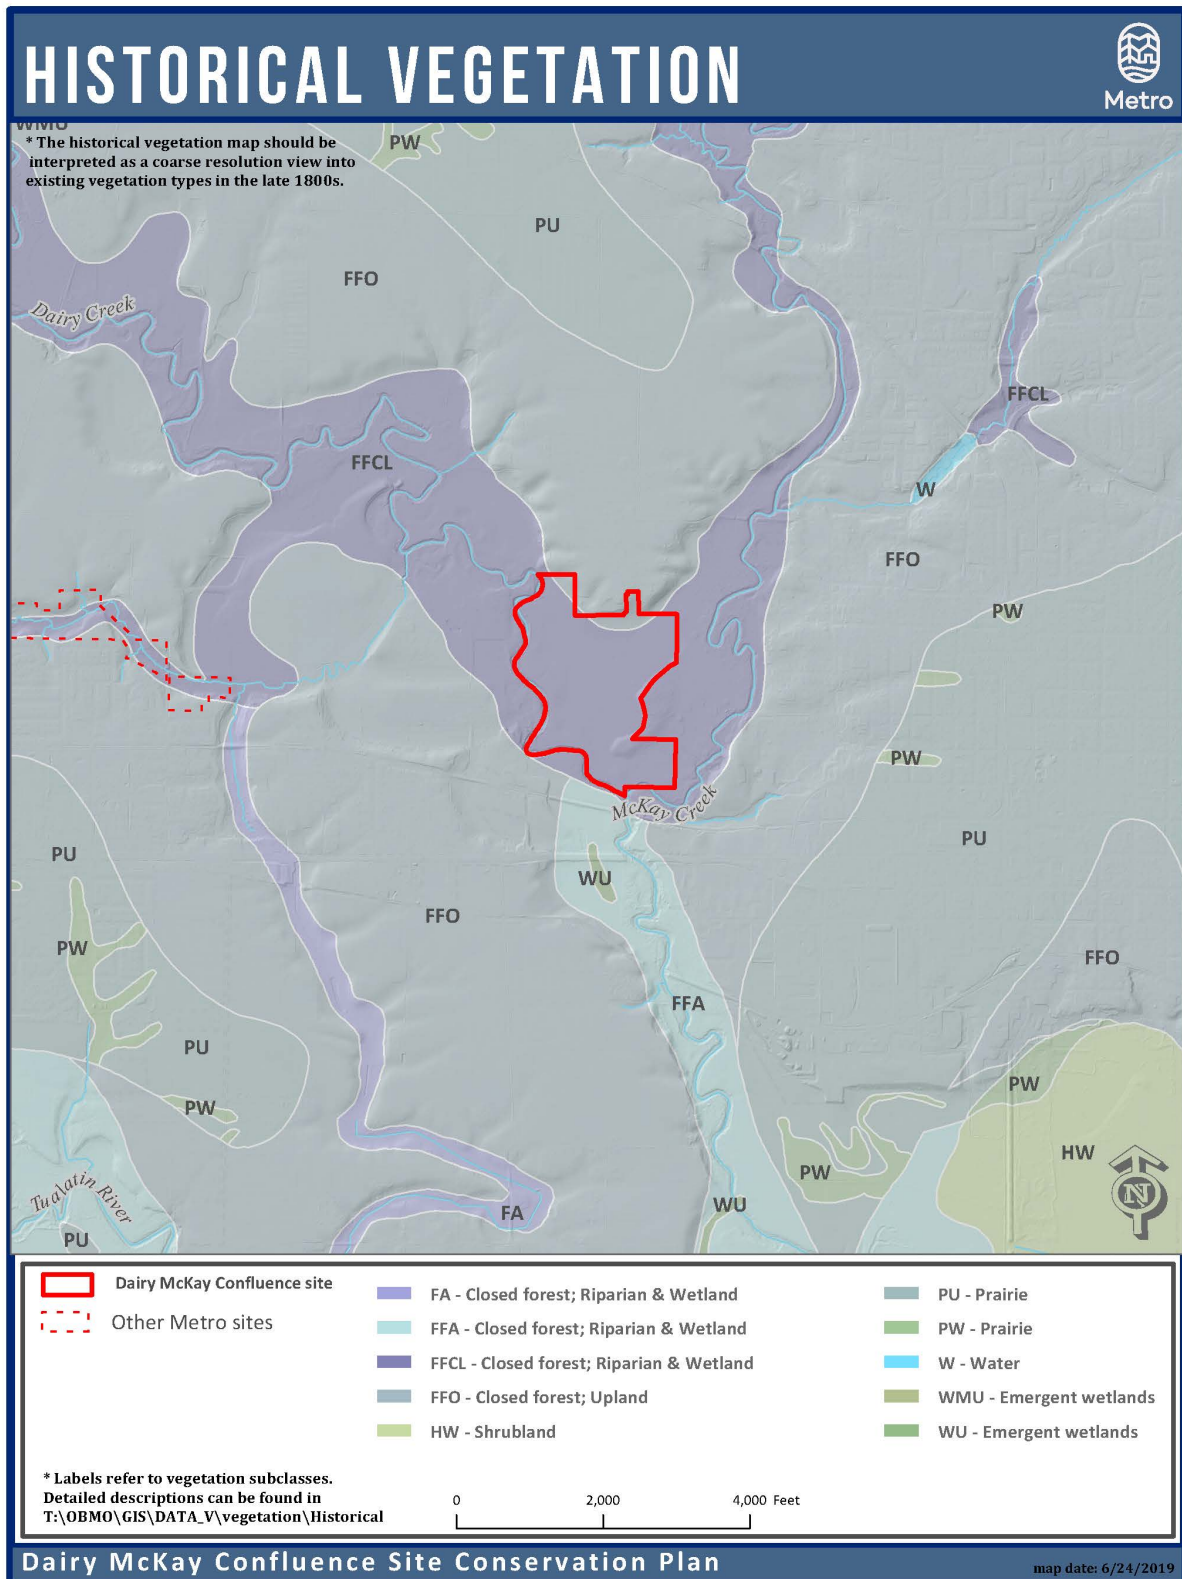 HISTORICAL VEGETATION
Metro
WMU
* The historical vegetation map should be
interpreted as a coarse resolution view into
existing vegetation types in the late 1800s.
PW
PU
FFO
Dairy Creek
FFCL
FFCL
W
FFO
PW
PW
McKay Creek
PU
PU
WU
FFO
PW
FFO
FFA
PU
PW
PW
HW
PW
Tualatin River
WU
FA
PU
N
Dairy McKay Confluence site
Other Metro sites
FA - Closed forest; Riparian & Wetland
FFA - Closed forest; Riparian & Wetland
FFCL - Closed forest; Riparian & Wetland
FFO - Closed forest; Upland
HW - Shrubland
PU - Prairie
PW - Prairie
W - Water
WMU - Emergent wetlands
WU - Emergent wetlands
* Labels refer to vegetation subclasses.
Detailed descriptions can be found in
T:\OBMO\GIS\DATA_V\vegetation\Historical
0 2,000 4,000 Feet
Dairy McKay Confluence Site Conservation Plan
map date: 6/24/2019